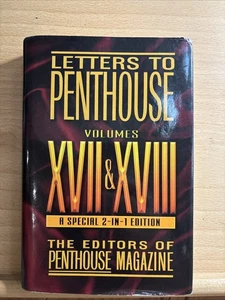 LETTERS TO
PENTHOUSE
VOLUMES
XVII & XVIII
A SPECIAL 2-IN-1 EDITION
THE EDITORS OF
PENTHOUSE MAGAZINE